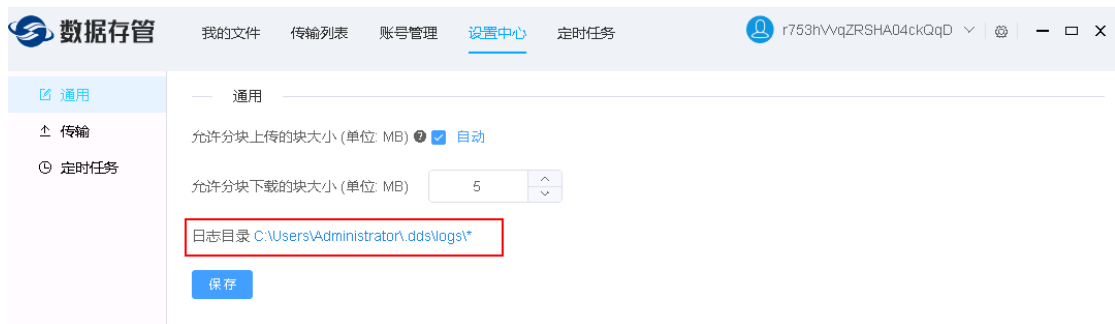 数据存管 我的文件 传输列表 账号管理 设置中心 定时任务 r753hVvqZRSHA04ckQqD
通用
传输
定时任务
通用
允许分块上传的块大小 (单位: MB) 自动
允许分块下载的块大小 (单位: MB) 5
日志目录 C:\Users\Administrator\.dds\logs\*
保存